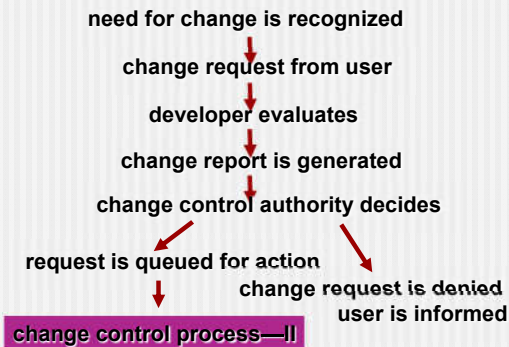 need for change is recognized
change request from user
developer evaluates
change report is generated
change control authority decides
request is queued for action
change request is denied
user is informed
change control process—II